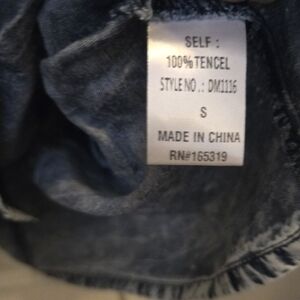 SELF :
100% TENCEL
STYLE NO .: DM1116
S
MADE IN CHINA
RN#165319